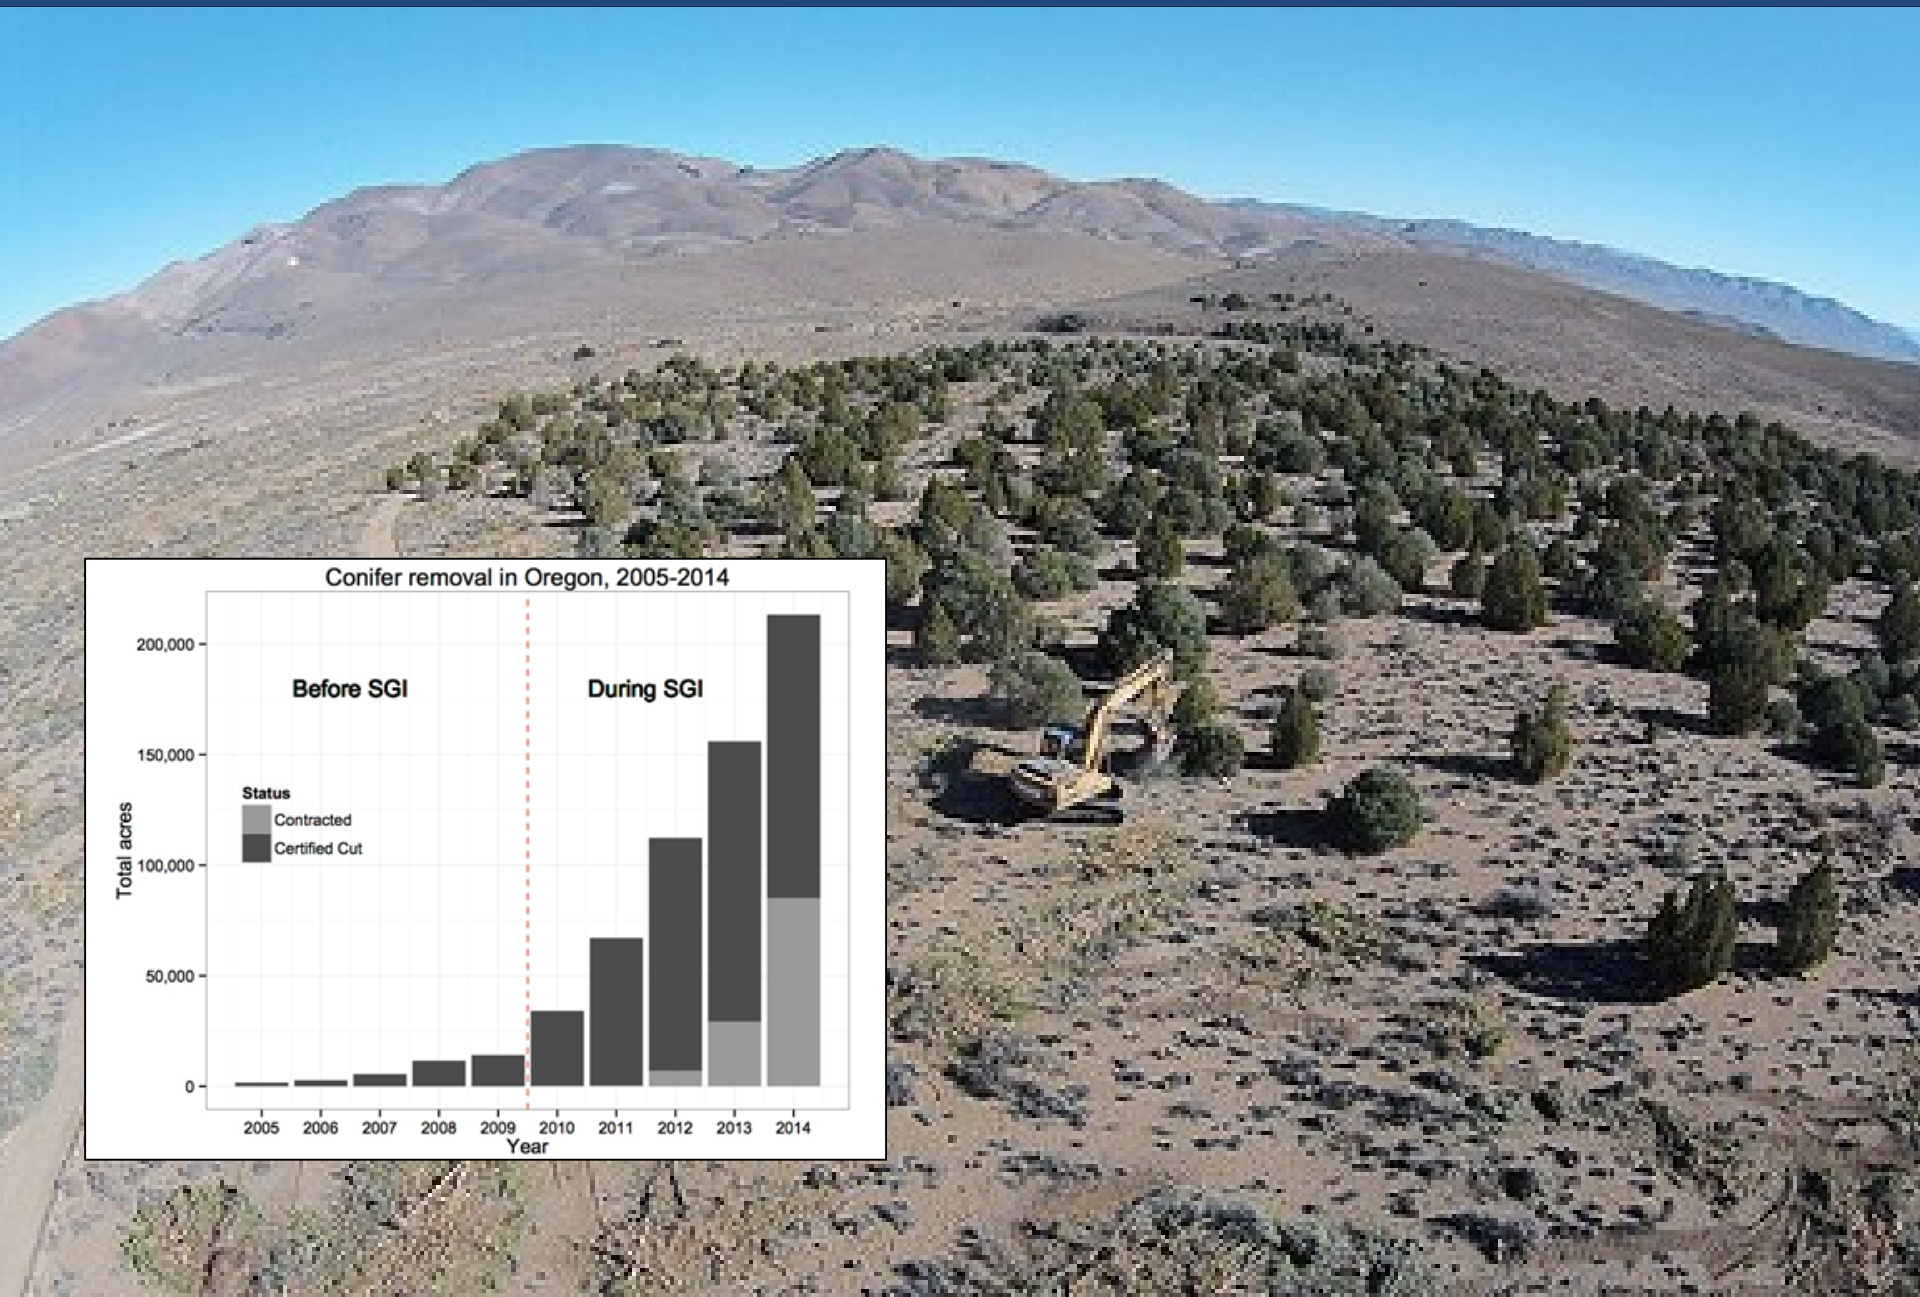 Conifer removal in Oregon, 2005-2014
200,000
150,000
100,000
50,000
0
Total acres
Before SGI
During SGI
Status
Contracted
Certified Cut
2005 2006 2007 2008 2009 2010 2011 2012 2013 2014
Year